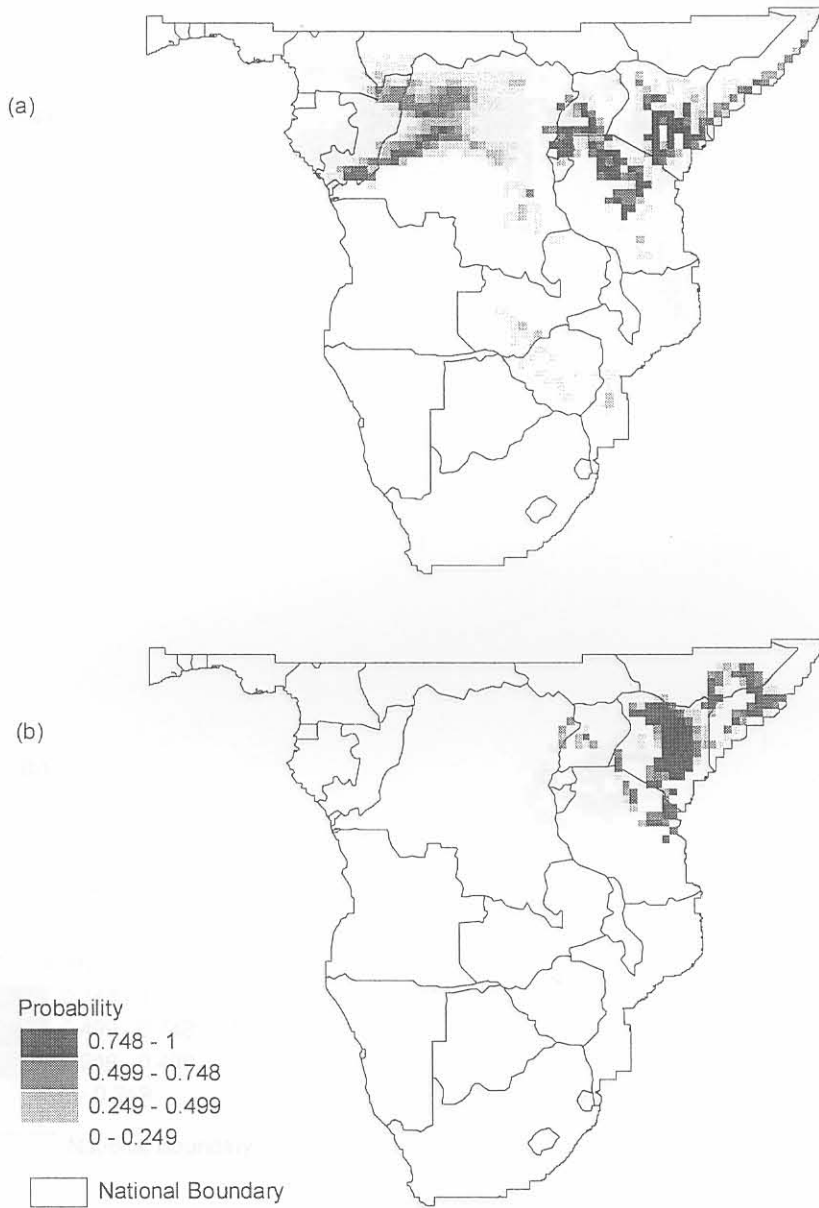 (a)
(b)
Probability
0.748 - 1
0.499 - 0.748
0.249 - 0.499
0 - 0.249
National Boundary